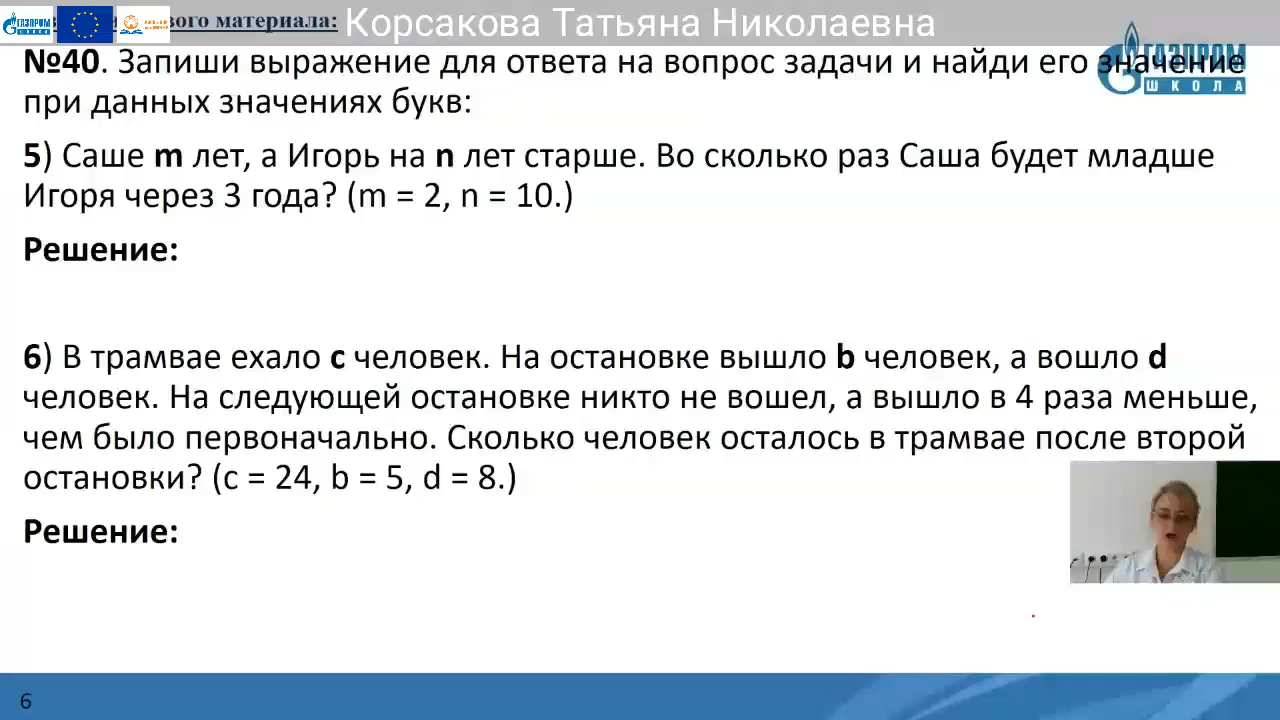 вого материала:
Корсакова Татьяна Николаевна
ГАЗПРОМ
ШКОЛА
№40. Запиши выражение для ответа на вопрос задачи и найди его значение
при данных значениях букв:
5) Саше m лет, а Игорь на n лет старше. Во сколько раз Саша будет младше
Игоря через 3 года? (m = 2, n = 10.)
Решение:
6) В трамвае ехало c человек. На остановке вышло b человек, а вошло d
человек. На следующей остановке никто не вошел, а вышло в 4 раза меньше,
чем было первоначально. Сколько человек осталось в трамвае после второй
остановки? (c = 24, b = 5, d = 8.)
Решение:
6